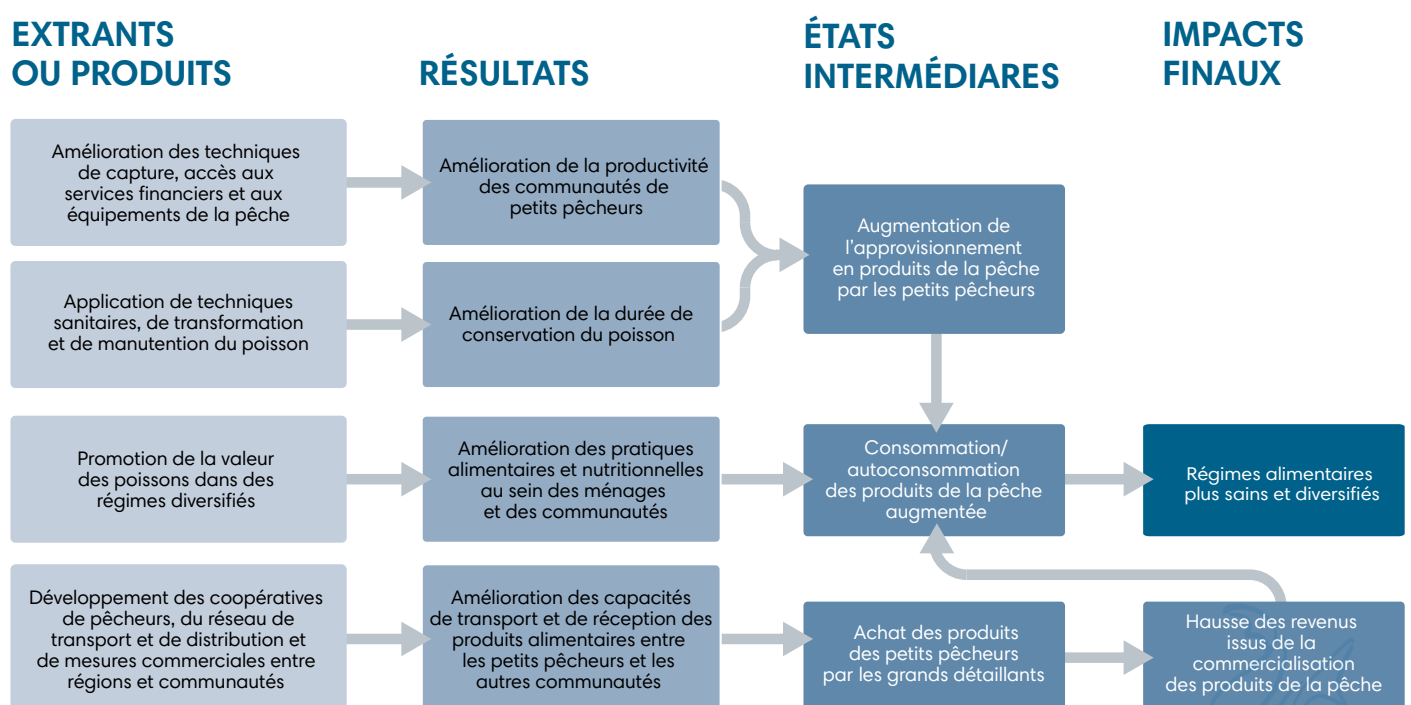 EXTRANTS
OU PRODUITS
RÉSULTATS
ÉTATS
INTERMÉDIARES
IMPACTS
FINAUX
Amélioration des techniques
de capture, accès aux
services financiers et aux
équipements de la pêche
Amélioration de la productivité
des communautés de
petits pêcheurs
Augmentation de
l'approvisionnement
en produits de la pêche
par les petits pêcheurs
Application de techniques
sanitaires, de transformation
et de manutention du poisson
Amélioration de la durée de
conservation du poisson
Promotion de la valeur
des poissons dans des
régimes diversifiés
Amélioration des pratiques
alimentaires et nutritionnelles
au sein des ménages
et des communautés
Consommation/
autoconsommation
des produits de la pêche
augmentée
Régimes alimentaires
plus sains et diversifiés
Développement des coopératives
de pêcheurs, du réseau de
transport et de distribution et
de mesures commerciales entre
régions et communautés
Amélioration des capacités
de transport et de réception des
produits alimentaires entre
les petits pêcheurs et les
autres communautés
Achat des produits
des petits pêcheurs
par les grands détaillants
Hausse des revenus
issus de la
commercialisation
des produits de la pêche